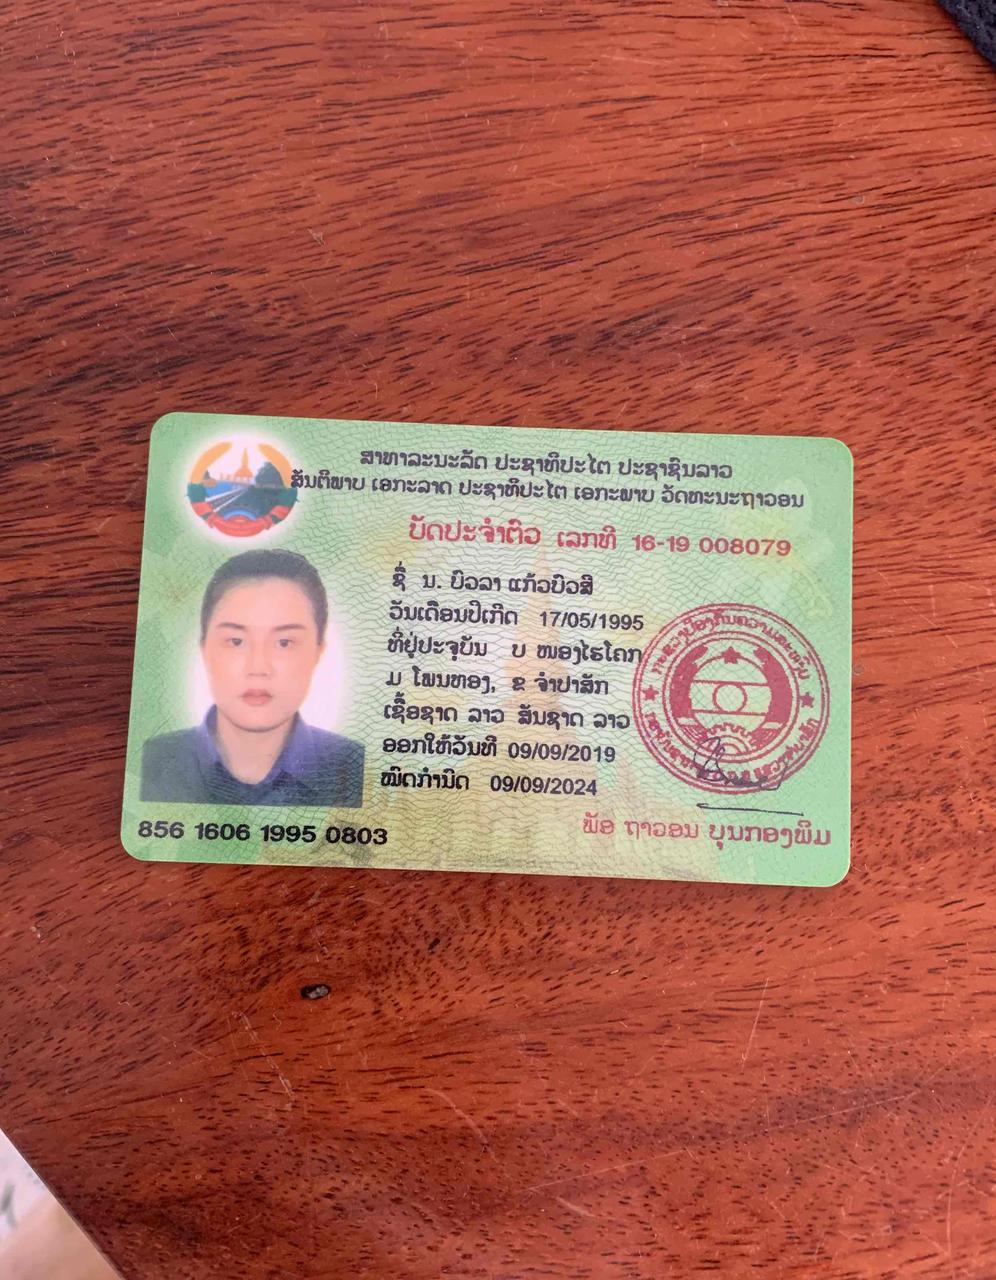 ສາທາລະນະລັດ ປະຊາທິປະໄຕ ປະຊາຊົນລາວ
ສັນຕິພາບ ເອກະລາດ ປະຊາທິປະໄຕ ເອກະພາບ ວັດທະນະຖາວອນ
ບັດປະຈຳຕົວ ເລກທີ 16-19 008079
ຊື່ ນ. ບົວລາ ແກ້ວບົວສີ
ວັນເດືອນປີເກີດ 17/05/1995
ທີ່ຢູ່ປະຈຸບັນ ບ ໜອງໄຮໂຄກ
ມ ໂພນທອງ, ຂ ຈຳປາສັກ
ເຊື້ອຊາດ ລາວ ສັນຊາດ ລາວ
ອອກໃຫ້ວັນທີ 09/09/2019
ໝົດກຳນົດ 09/09/2024
856 1606 1995 0803
ພັອ ຖາວອນ ບຸນກອງພິມ